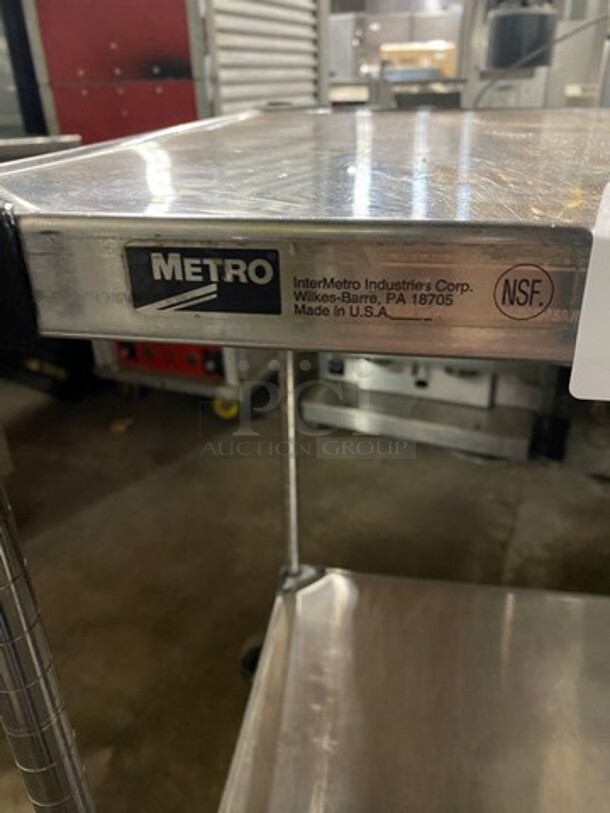 METRO
InterMetro Industries Corp.
Wilkes-Barre, PA 18705
Made in U.S.A.
NSF.
PCI
AUCTION GROUP